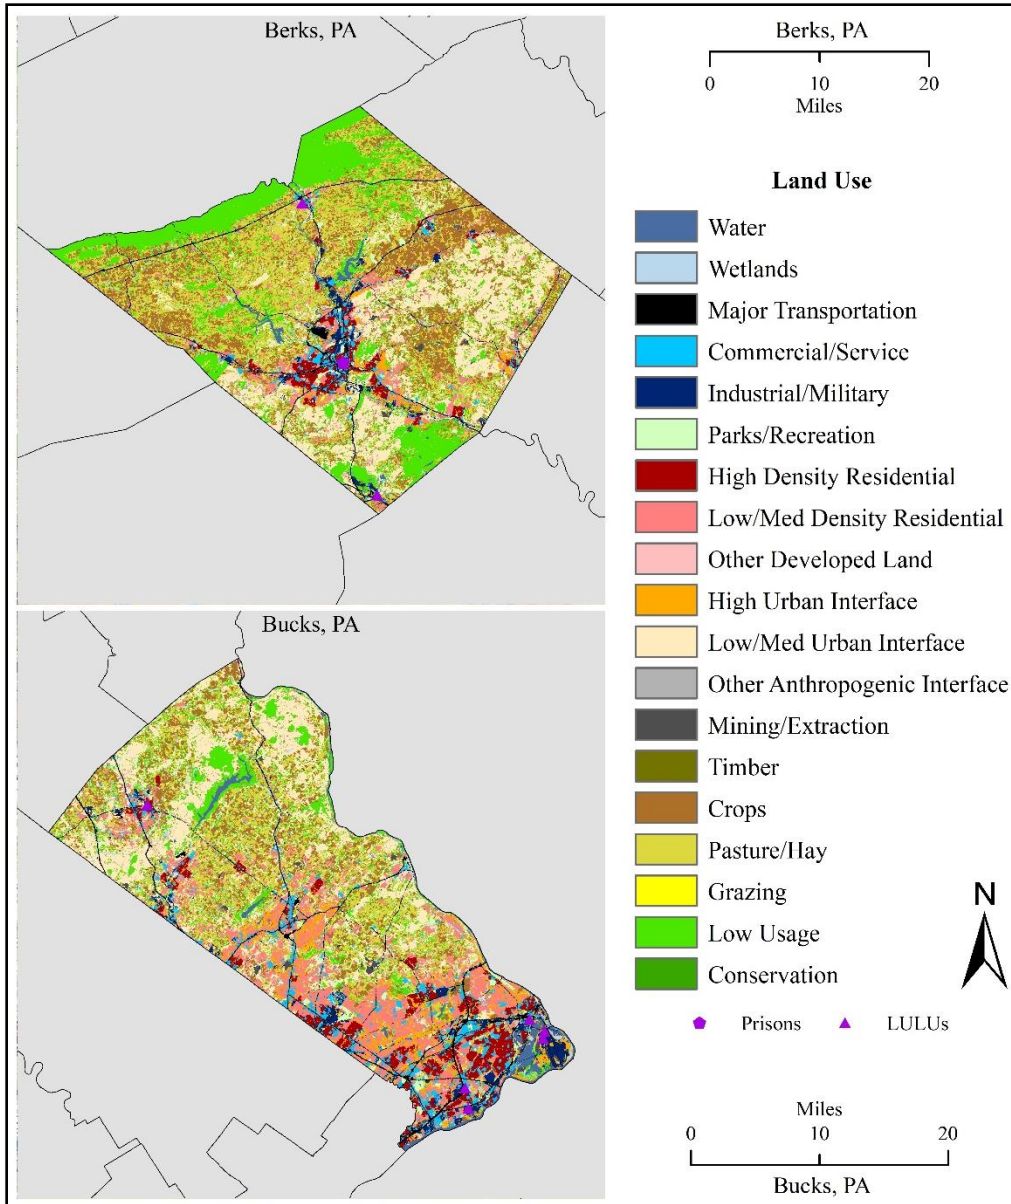 Berks, PA
Bucks, PA
Berks, PA
0 10 20
Miles
Land Use
Water
Wetlands
Major Transportation
Commercial/Service
Industrial/Military
Parks/Recreation
High Density Residential
Low/Med Density Residential
Other Developed Land
High Urban Interface
Low/Med Urban Interface
Other Anthropogenic Interface
Mining/Extraction
Timber
Crops
Pasture/Hay
Grazing
Low Usage
Conservation
N
Prisons LULUs
Miles
0 10 20
Bucks, PA